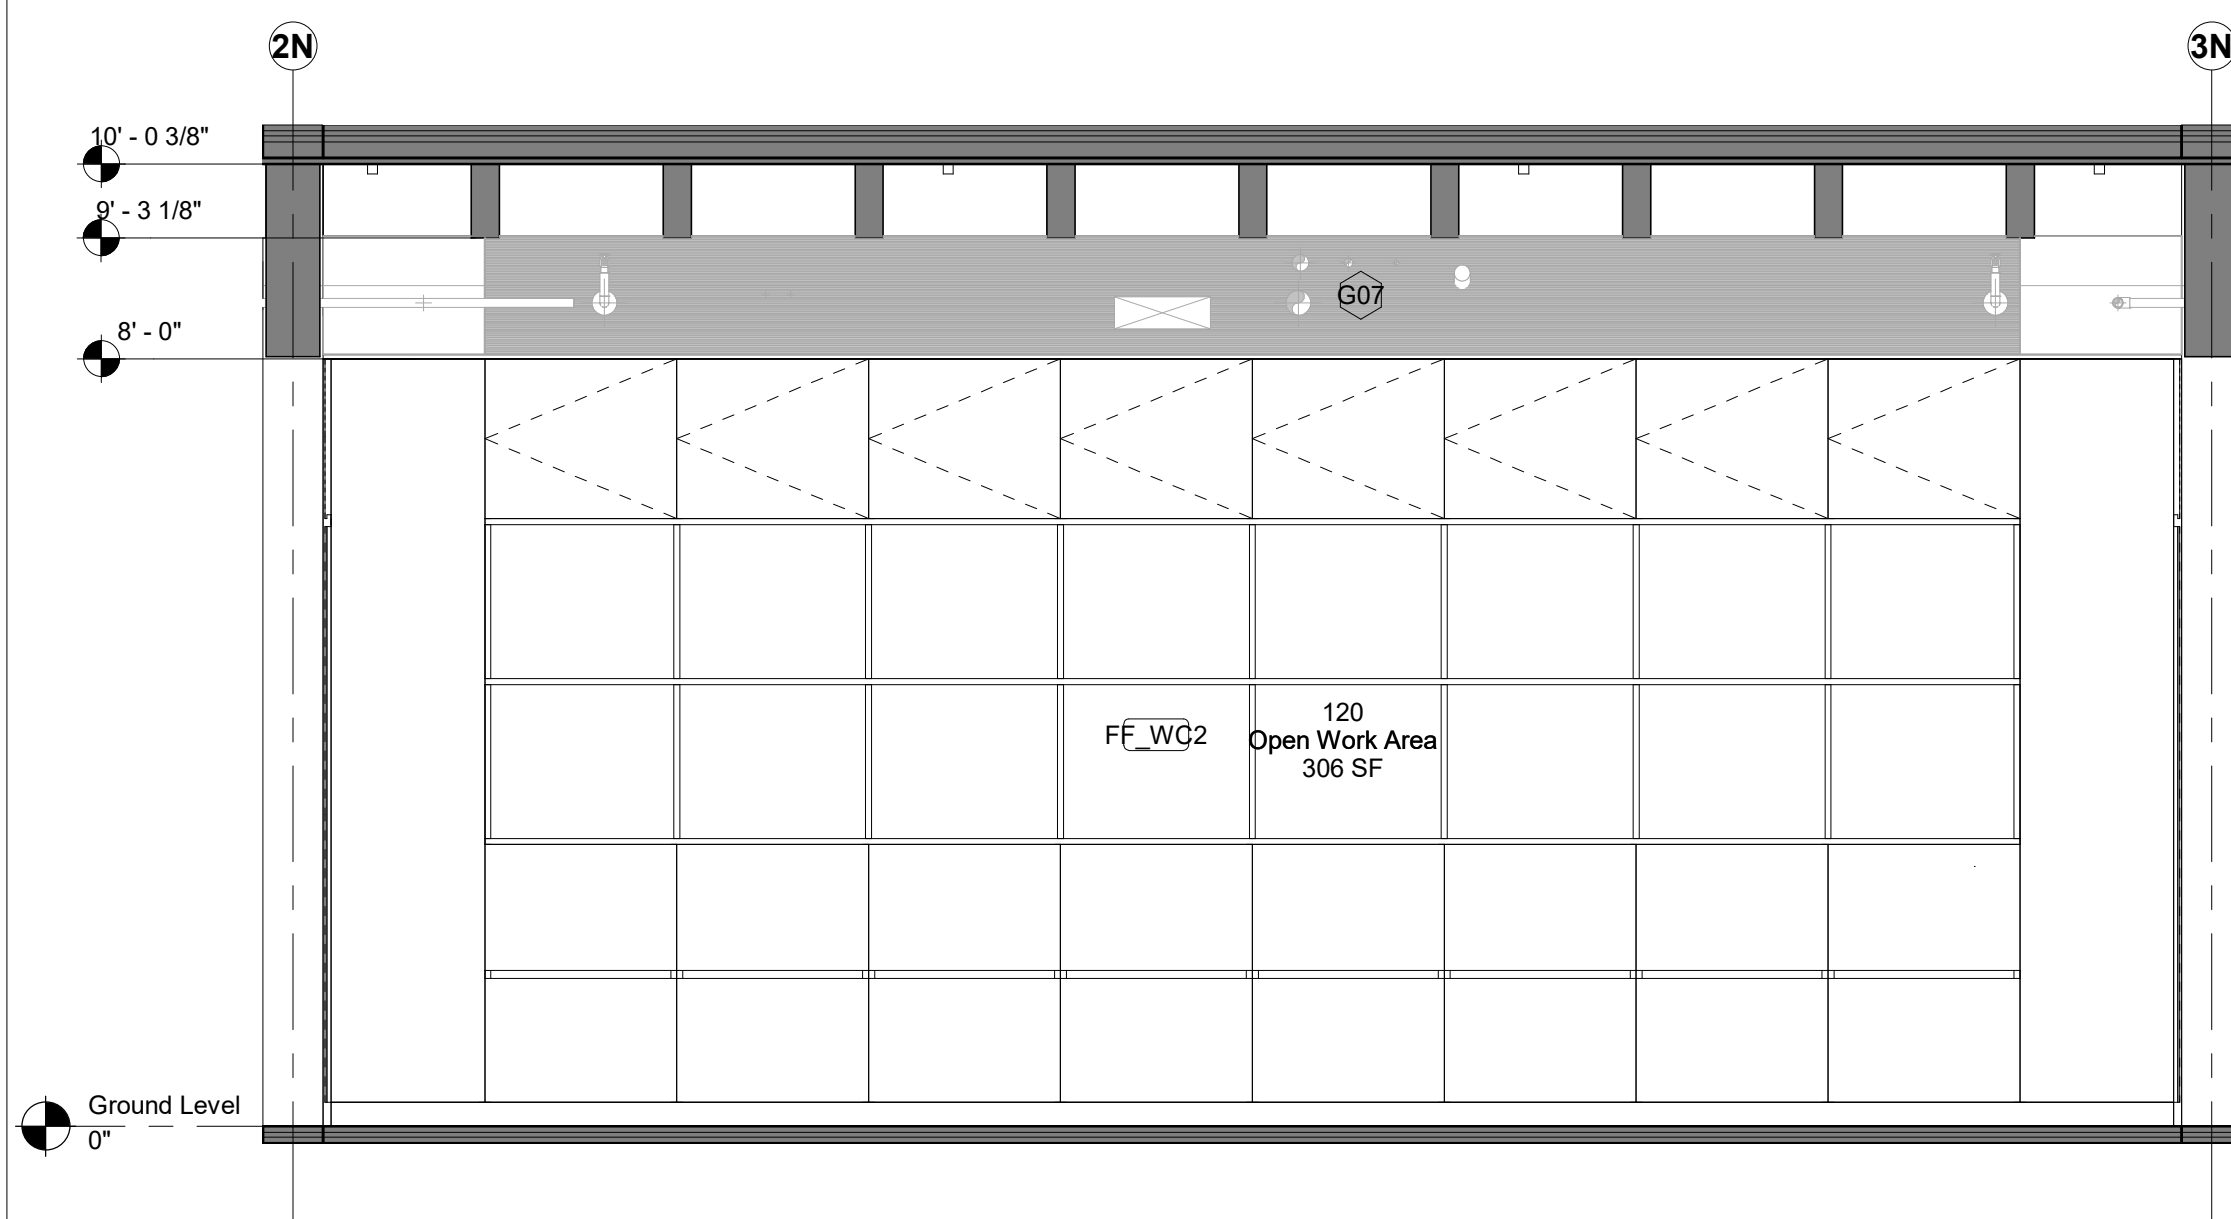 2N
3N
10' - 0 3/8"
9' - 3 1/8"
G07
8' - 0"
FF_WC2
120
Open Work Area
306 SF
Ground Level
0"